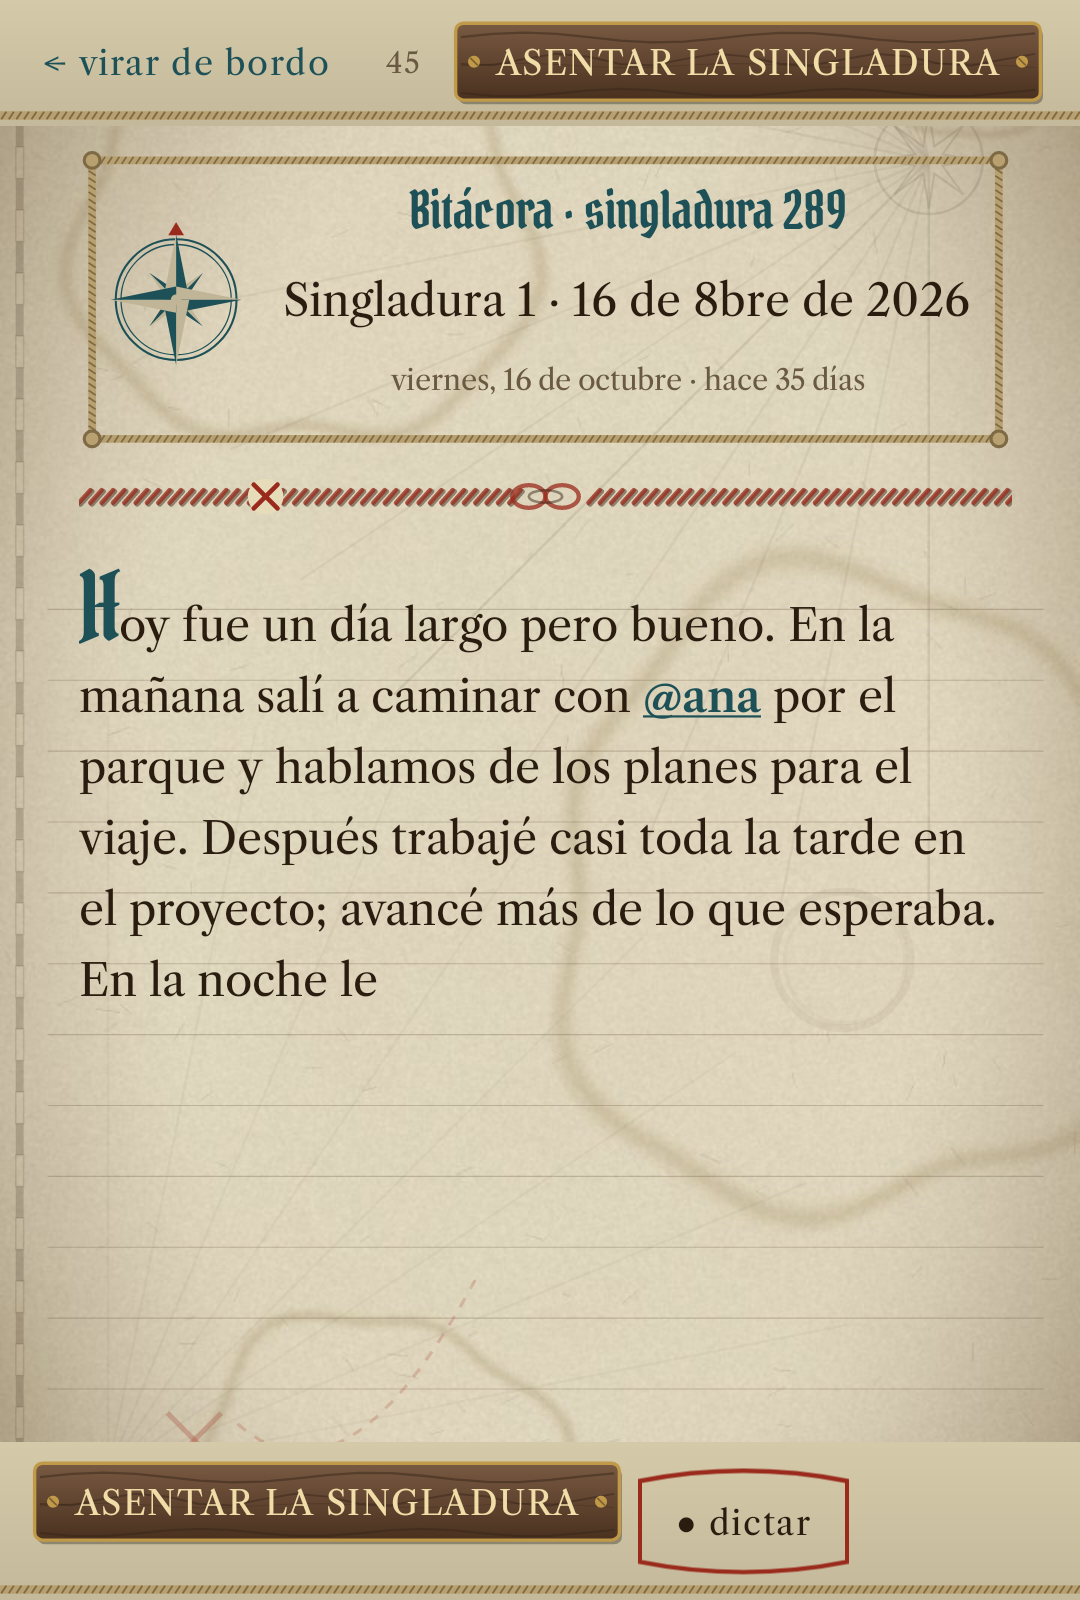 ← virar de bordo
45
ASENTAR LA SINGLADURA
Bitácora · singladura 289
Singladura 1 · 16 de 8bre de 2026
viernes, 16 de octubre · hace 35 días
Hoy fue un día largo pero bueno. En la
mañana salí a caminar con @ana por el
parque y hablamos de los planes para el
viaje. Después trabajé casi toda la tarde en
el proyecto; avancé más de lo que esperaba.
En la noche le
ASENTAR LA SINGLADURA
• dictar